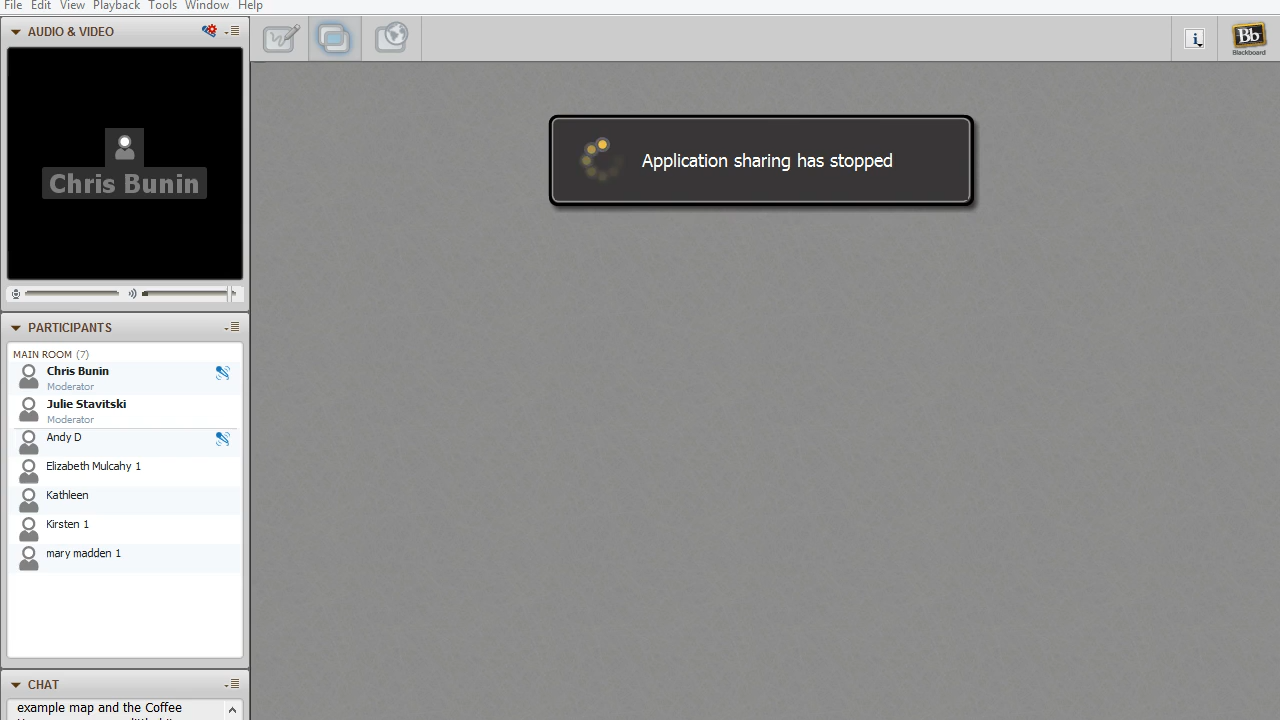 File Edit View Playback Tools Window Help
AUDIO & VIDEO
Chris Bunin
PARTICIPANTS
MAIN ROOM (7)
Chris Bunin
Moderator
Julie Stavitski
Moderator
Andy D
Elizabeth Mulcahy 1
Kathleen
Kirsten 1
mary madden 1
CHAT
example map and the Coffee
Application sharing has stopped
i
Bb
Blackboard